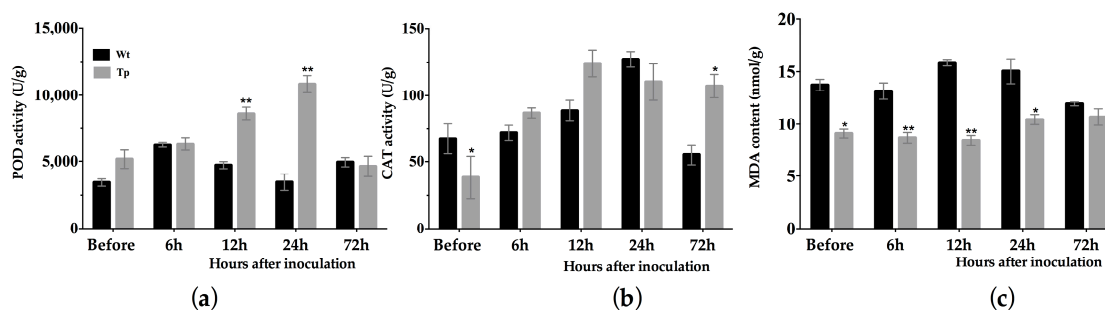 POD activity (U/g)
15,000
10,000
5,000
0
Wt
Tp
**
**
Before 6h 12h 24h 72h
Hours after inoculation
(a)
CAT activity (U/g)
150
100
50
0
*
*
Before 6h 12h 24h 72h
Hours after inoculation
(b)
MDA content (nmol/g)
20
15
10
5
0
*
**
**
*
Before 6h 12h 24h 72h
Hours after inoculation
(c)